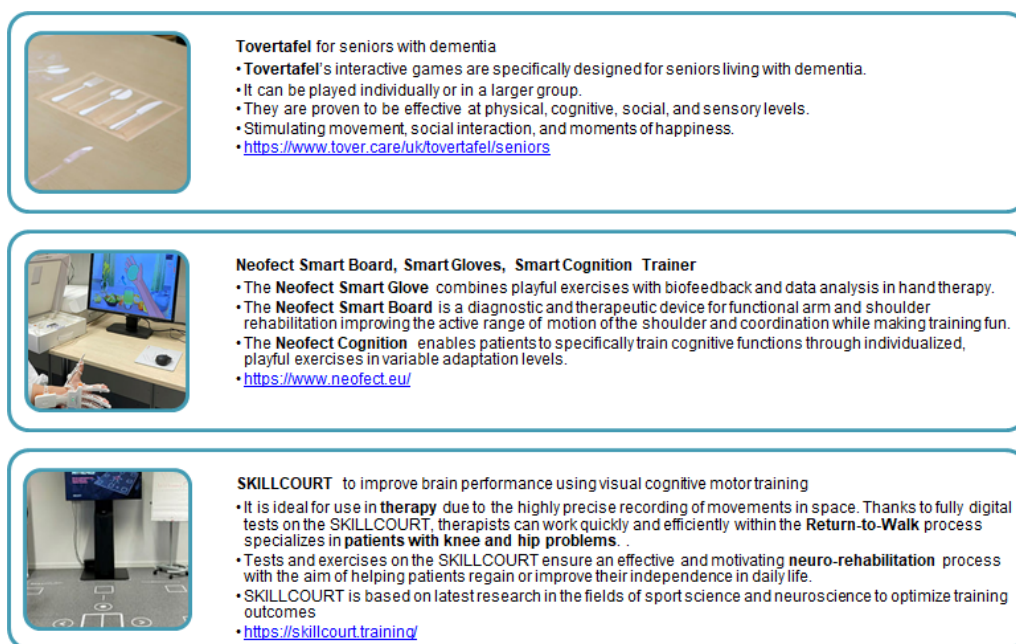 Tovertafel for seniors with dementia
• Tovertafel's interactive games are specifically designed for seniors living with dementia.
• It can be played individually or in a larger group.
• They are proven to be effective at physical, cognitive, social, and sensory levels.
• Stimulating movement, social interaction, and moments of happiness.
• https://www.tover.care/uk/tovertafel/seniors
Neofect Smart Board, Smart Gloves, Smart Cognition Trainer
• The Neofect Smart Glove combines playful exercises with biofeedback and data analysis in hand therapy.
• The Neofect Smart Board is a diagnostic and therapeutic device for functional arm and shoulder
rehabilitation improving the active range of motion of the shoulder and coordination while making training fun.
• The Neofect Cognition enables patients to specifically train cognitive functions through individualized,
playful exercises in variable adaptation levels.
• https://www.neofect.eu/
SKILLCOURT to improve brain performance using visual cognitive motor training
• It is ideal for use in therapy due to the highly precise recording of movements in space. Thanks to fully digital
tests on the SKILLCOURT, therapists can work quickly and efficiently within the Return-to-Walk process
specializes in patients with knee and hip problems. .
• Tests and exercises on the SKILLCOURT ensure an effective and motivating neuro-rehabilitation process
with the aim of helping patients regain or improve their independence in daily life.
• SKILLCOURT is based on latest research in the fields of sport science and neuroscience to optimize training
outcomes
• https://skillcourt.training/